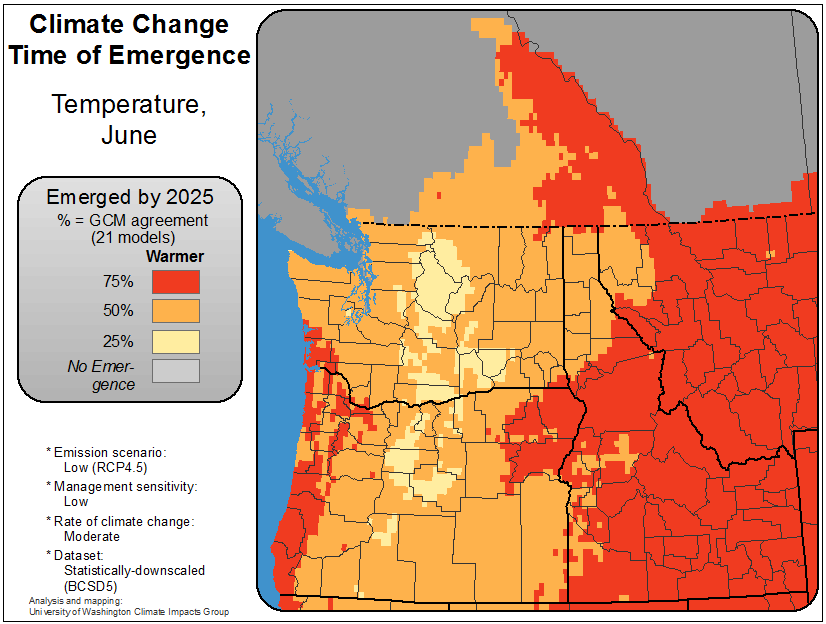 Climate Change
Time of Emergence
Temperature,
June
Emerged by 2025
% = GCM agreement
(21 models)
Warmer
75%
50%
25%
No Emer-
gence
* Emission scenario:
Low (RCP4.5)
* Management sensitivity:
Low
* Rate of climate change:
Moderate
* Dataset:
Statistically-downscaled
(BCSD5)
Analysis and mapping:
University of Washington Climate Impacts Group